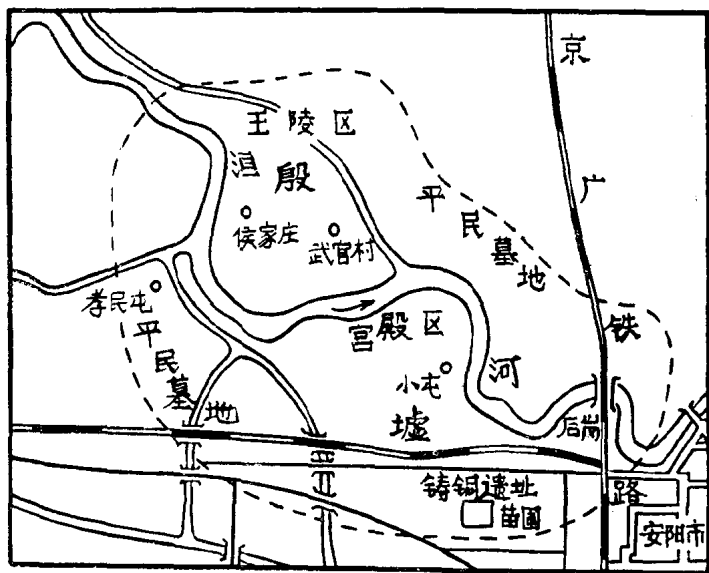 京广铁路
王陵区
洹河
殷墟
侯家庄
武官村
平民墓地
孝民屯
平民墓地
宫殿区
小屯
后岗
铸铜遗址
苗圃
安阳市